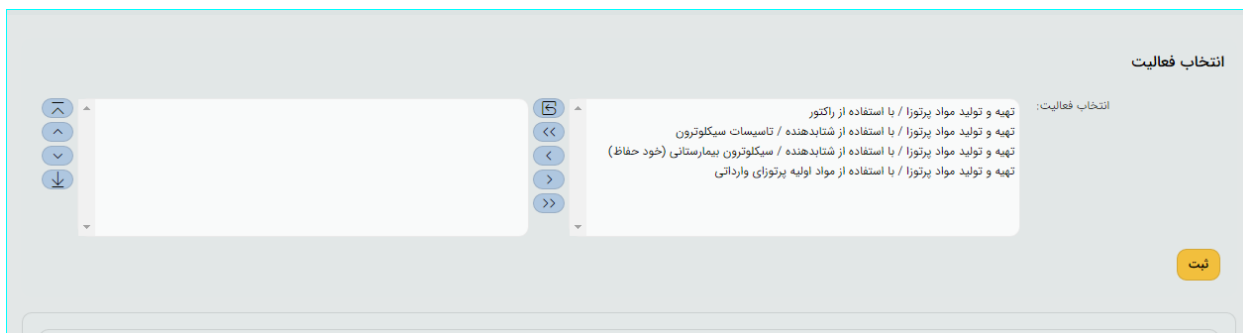 انتخاب فعالیت
انتخاب فعالیت:
تهیه و تولید مواد پرتوزا / با استفاده از راکتور
تهیه و تولید مواد پرتوزا / با استفاده از شتابدهنده / تاسیسات سیکلوترون
تهیه و تولید مواد پرتوزا / با استفاده از شتابدهنده / سیکلوترون بیمارستانی (خود حفاظ)
تهیه و تولید مواد پرتوزا / با استفاده از مواد اولیه پرتوزای وارداتی
ثبت